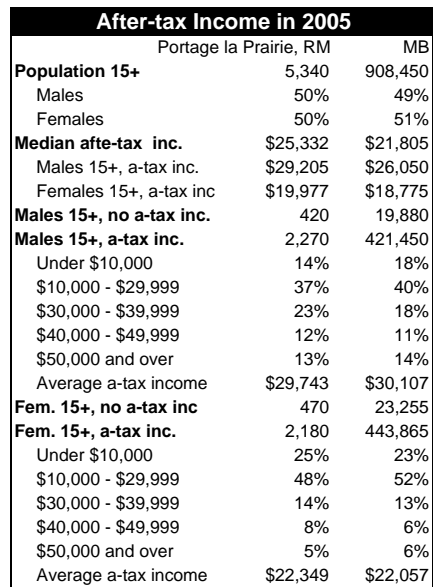 After-tax Income in 2005
Portage la Prairie, RM MB
Population 15+ 5,340 908,450
Males 50% 49%
Females 50% 51%
Median afte-tax inc. $25,332 $21,805
Males 15+, a-tax inc. $29,205 $26,050
Females 15+, a-tax inc $19,977 $18,775
Males 15+, no a-tax inc. 420 19,880
Males 15+, a-tax inc. 2,270 421,450
Under $10,000 14% 18%
$10,000 - $29,999 37% 40%
$30,000 - $39,999 23% 18%
$40,000 - $49,999 12% 11%
$50,000 and over 13% 14%
Average a-tax income $29,743 $30,107
Fem. 15+, no a-tax inc 470 23,255
Fem. 15+, a-tax inc. 2,180 443,865
Under $10,000 25% 23%
$10,000 - $29,999 48% 52%
$30,000 - $39,999 14% 13%
$40,000 - $49,999 8% 6%
$50,000 and over 5% 6%
Average a-tax income $22,349 $22,057